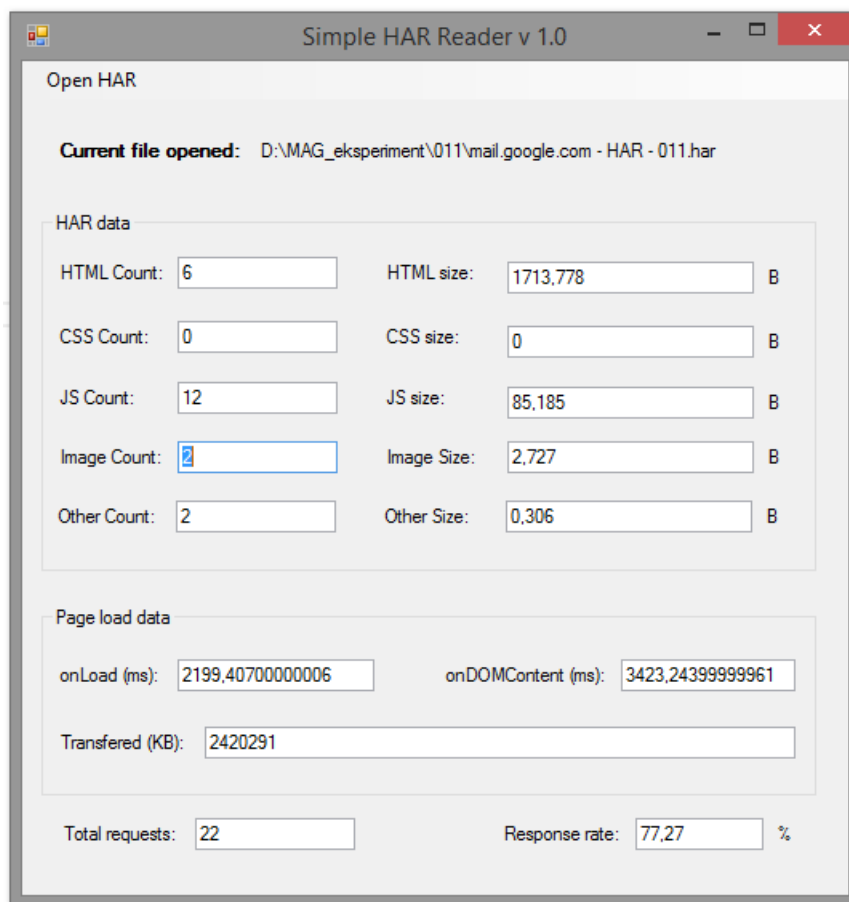 Simple HAR Reader v 1.0
Open HAR
Current file opened: D:\MAG_eksperiment\011\mail.google.com - HAR - 011.har
HAR data
HTML Count: 6 HTML size: 1713,778 B
CSS Count: 0 CSS size: 0 B
JS Count: 12 JS size: 85,185 B
Image Count: 2 Image Size: 2,727 B
Other Count: 2 Other Size: 0,306 B
Page load data
onLoad (ms): 2199,40700000006 onDOMContent (ms): 3423,24399999961
Transfered (KB): 2420291
Total requests: 22 Response rate: 77,27 %